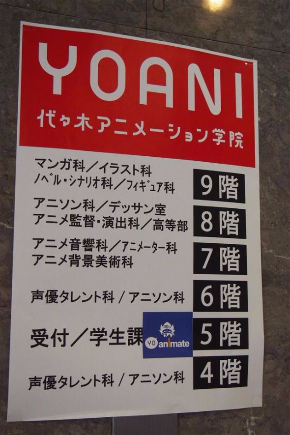 YOANI
代々木アニメーション学院
マンガ科／イラスト科
ノベル・シナリオ科／フィギュア科
9階
アニソン科／デッサン室
アニメ監督・演出科／高等部
8階
アニメ音響科／アニメーター科
アニメ背景美術科
7階
声優タレント科 / アニソン科
6階
受付／学生課
yo animate
5階
声優タレント科 / アニソン科
4階